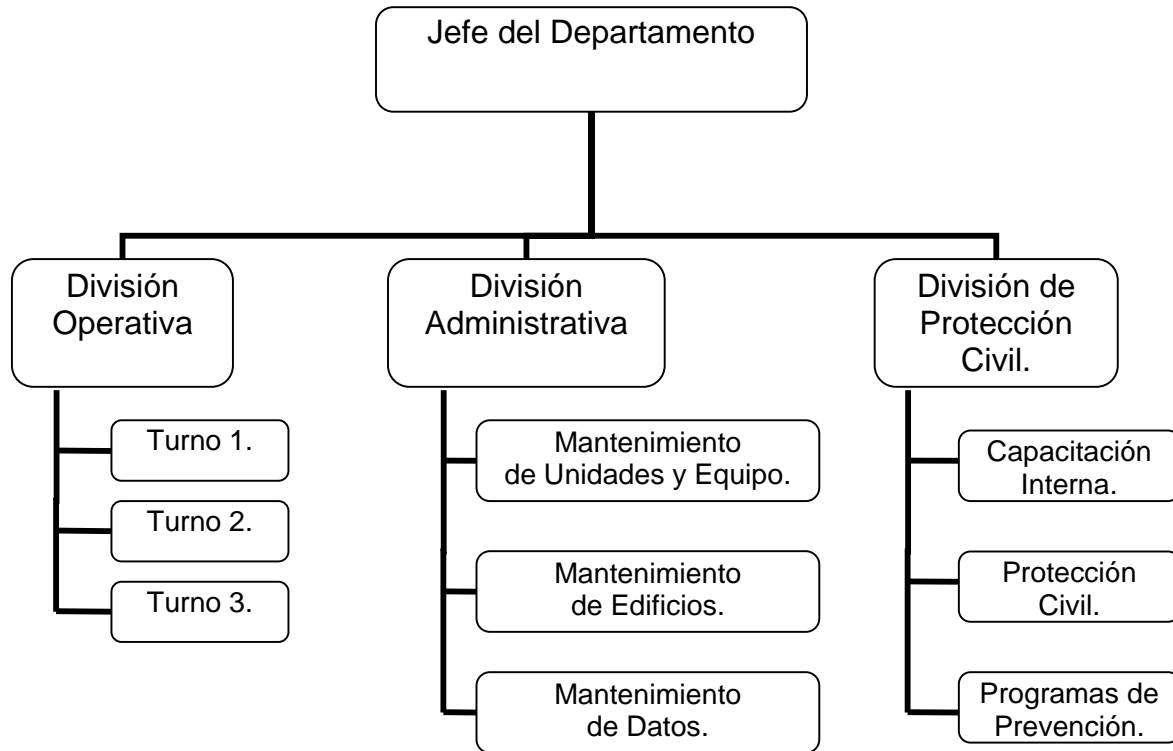 Jefe del Departamento
División
Operativa
División
Administrativa
División de
Protección
Civil.
Turno 1.
Turno 2.
Turno 3.
Mantenimiento
de Unidades y Equipo.
Mantenimiento
de Edificios.
Mantenimiento
de Datos.
Capacitación
Interna.
Protección
Civil.
Programas de
Prevención.